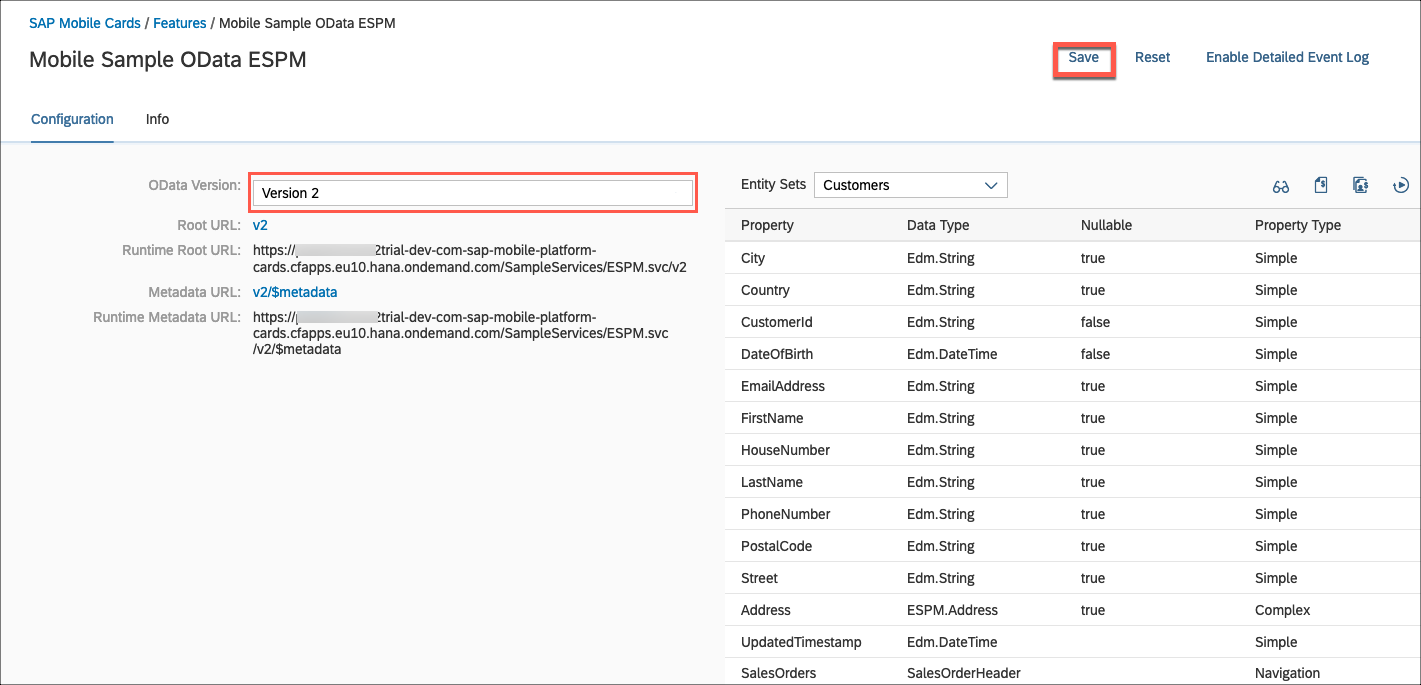 SAP Mobile Cards / Features / Mobile Sample OData ESPM
Mobile Sample OData ESPM
Save Reset Enable Detailed Event Log
Configuration Info
OData Version: Version 2
Root URL: v2
Runtime Root URL: https:// 2trial-dev-com-sap-mobile-platform-
cards.cfapps.eu10.hana.ondemand.com/SampleServices/ESPM.svc/v2
Metadata URL: v2/$metadata
Runtime Metadata URL: https:// 2trial-dev-com-sap-mobile-platform-
cards.cfapps.eu10.hana.ondemand.com/SampleServices/ESPM.svc
/v2/$metadata
Entity Sets Customers
Property Data Type Nullable Property Type
City Edm.String true Simple
Country Edm.String true Simple
CustomerId Edm.String false Simple
DateOfBirth Edm.DateTime false Simple
EmailAddress Edm.String true Simple
FirstName Edm.String true Simple
HouseNumber Edm.String true Simple
LastName Edm.String true Simple
PhoneNumber Edm.String true Simple
PostalCode Edm.String true Simple
Street Edm.String true Simple
Address ESPM.Address true Complex
UpdatedTimestamp Edm.DateTime Simple
SalesOrders SalesOrderHeader Navigation